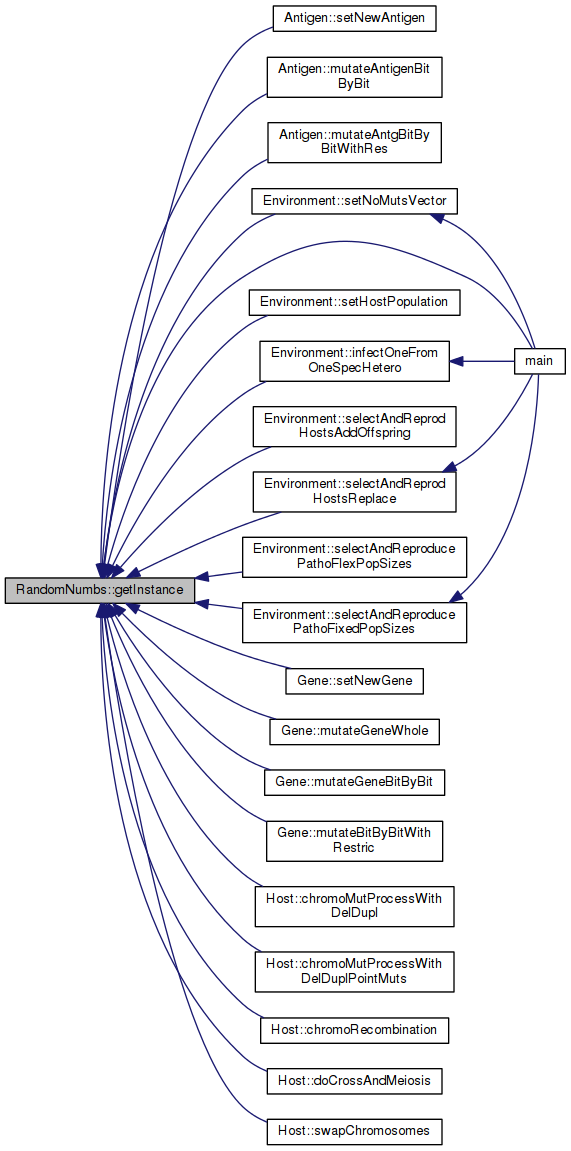 Antigen::setNewAntigen
Antigen::mutateAntigenBit
ByBit
Antigen::mutateAntgBitBy
BitWithRes
Environment::setNoMutsVector
Environment::setHostPopulation
Environment::infectOneFrom
OneSpecHetero
main
Environment::selectAndReprod
HostsAddOffspring
Environment::selectAndReprod
HostsReplace
Environment::selectAndReproduce
PathoFlexPopSizes
RandomNumbs::getInstance
Environment::selectAndReproduce
PathoFixedPopSizes
Gene::setNewGene
Gene::mutateGeneWhole
Gene::mutateGeneBitByBit
Gene::mutateBitByBitWith
Restric
Host::chromoMutProcessWith
DelDupl
Host::chromoMutProcessWith
DelDuplPointMuts
Host::chromoRecombination
Host::doCrossAndMeiosis
Host::swapChromosomes